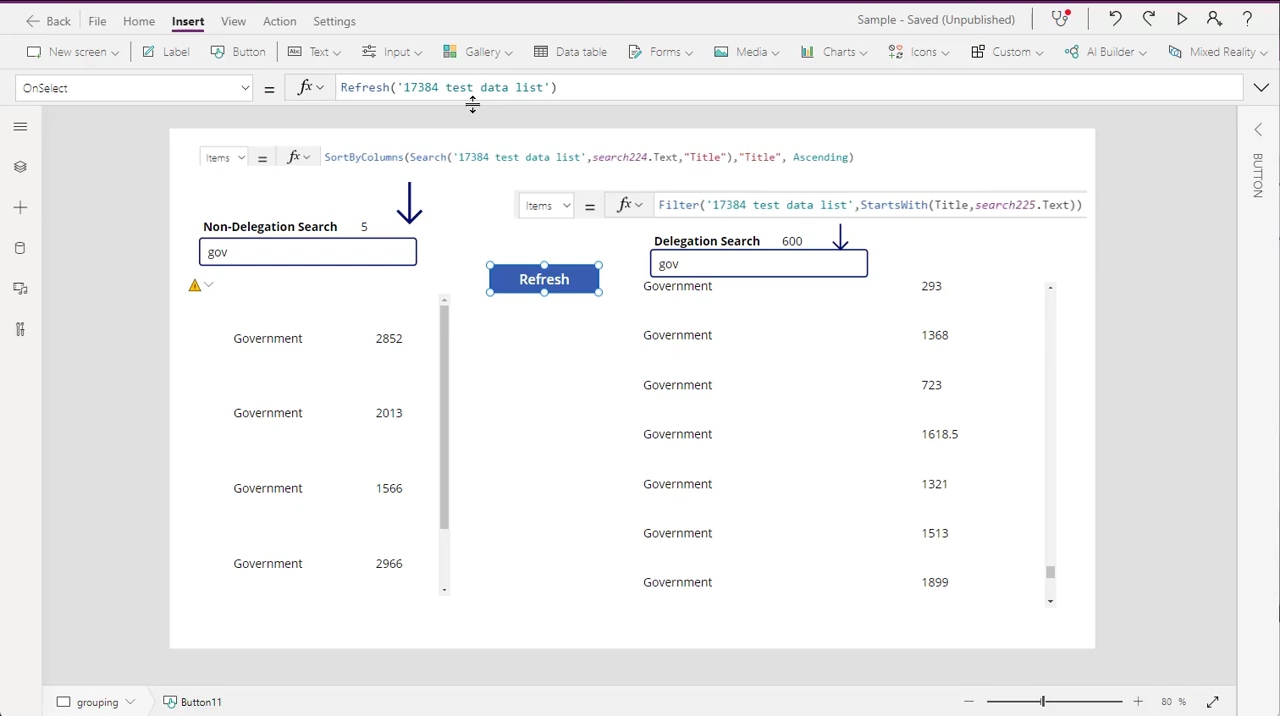 Back File Home Insert View Action Settings Sample - Saved (Unpublished)
New screen Label Button Text Input Gallery Data table Forms Media Charts Icons Custom AI Builder Mixed Reality
OnSelect = fx Refresh('17384 test data list')
Items = fx SortByColumns(Search('17384 test data list',search224.Text,"Title"),"Title", Ascending)
Items = fx Filter('17384 test data list',StartsWith(Title,search225.Text))
Non-Delegation Search 5
gov
Delegation Search 600
gov
Refresh
Government 2852
Government 2013
Government 1566
Government 2966
Government 293
Government 1368
Government 723
Government 1618.5
Government 1321
Government 1513
Government 1899
BUTTON
grouping Button11 80 %